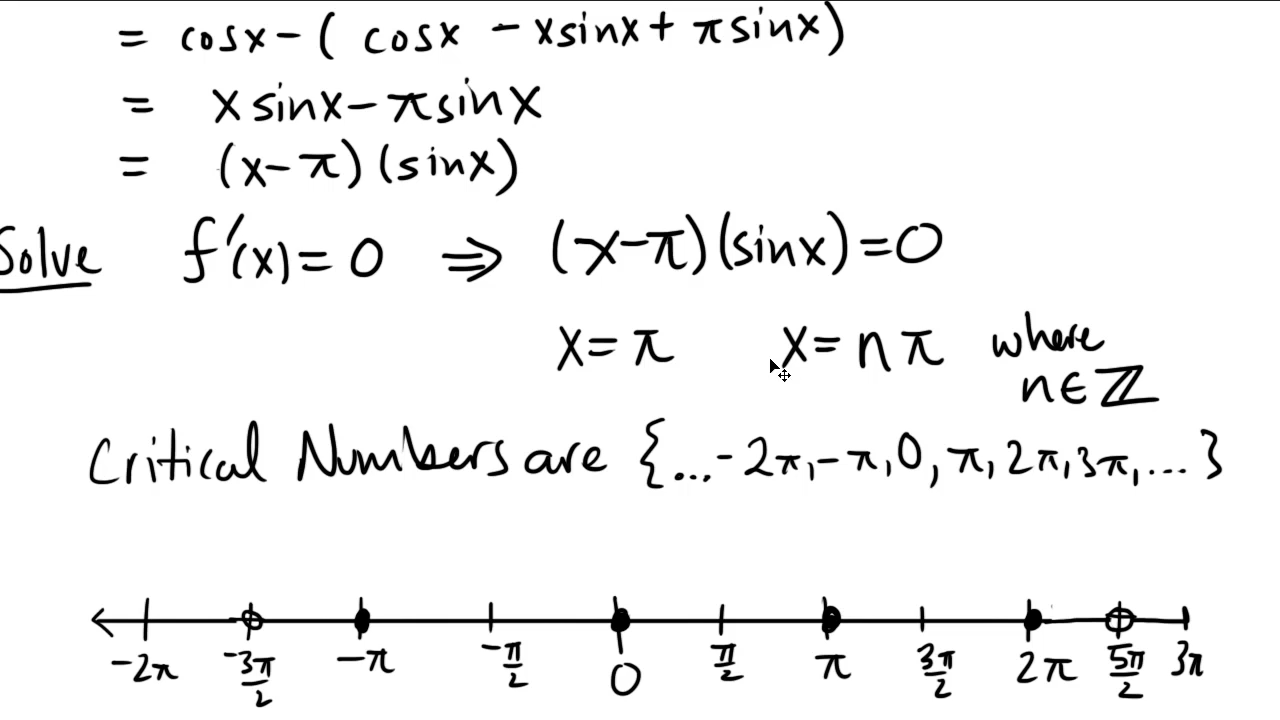 = cosx - ( cosx - xsinx + πsinx)
= xsinx - πsinx
= (x-π)(sinx)
Solve f'(x) = 0 ⇒ (x-π)(sinx) = 0
x = π x = nπ where
n∈ℤ
Critical Numbers are {...-2π, -π, 0, π, 2π, 3π, ...}
-2π -3π/2 -π -π/2 0 π/2 π 3π/2 2π 5π/2 3π